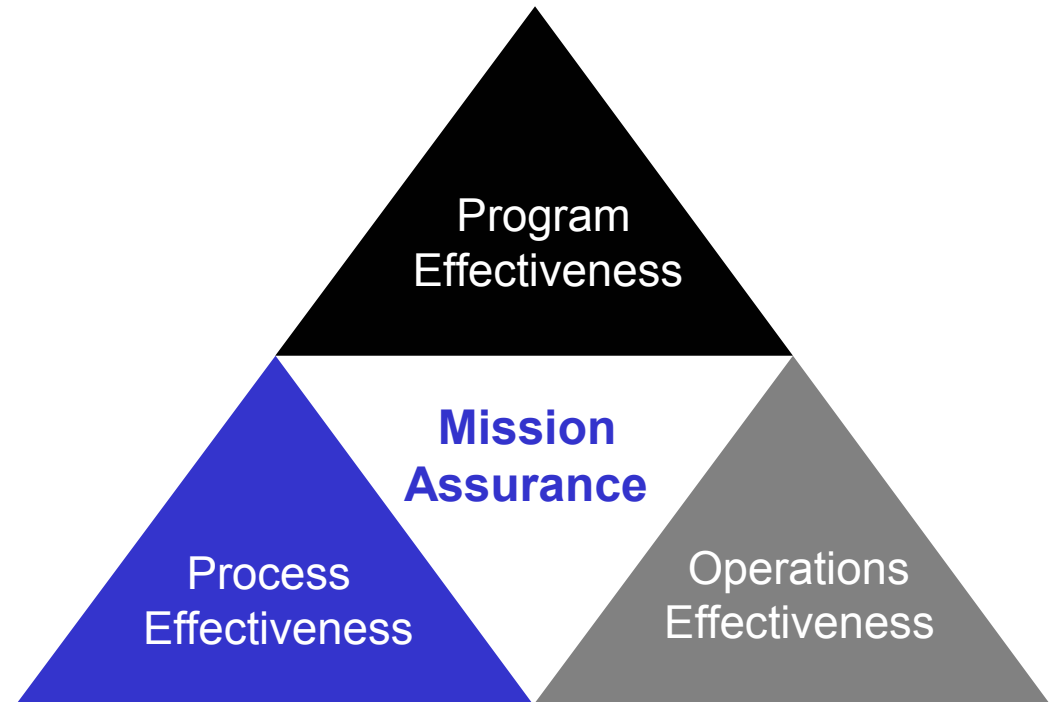 Program
Effectiveness
Mission
Assurance
Process
Effectiveness
Operations
Effectiveness